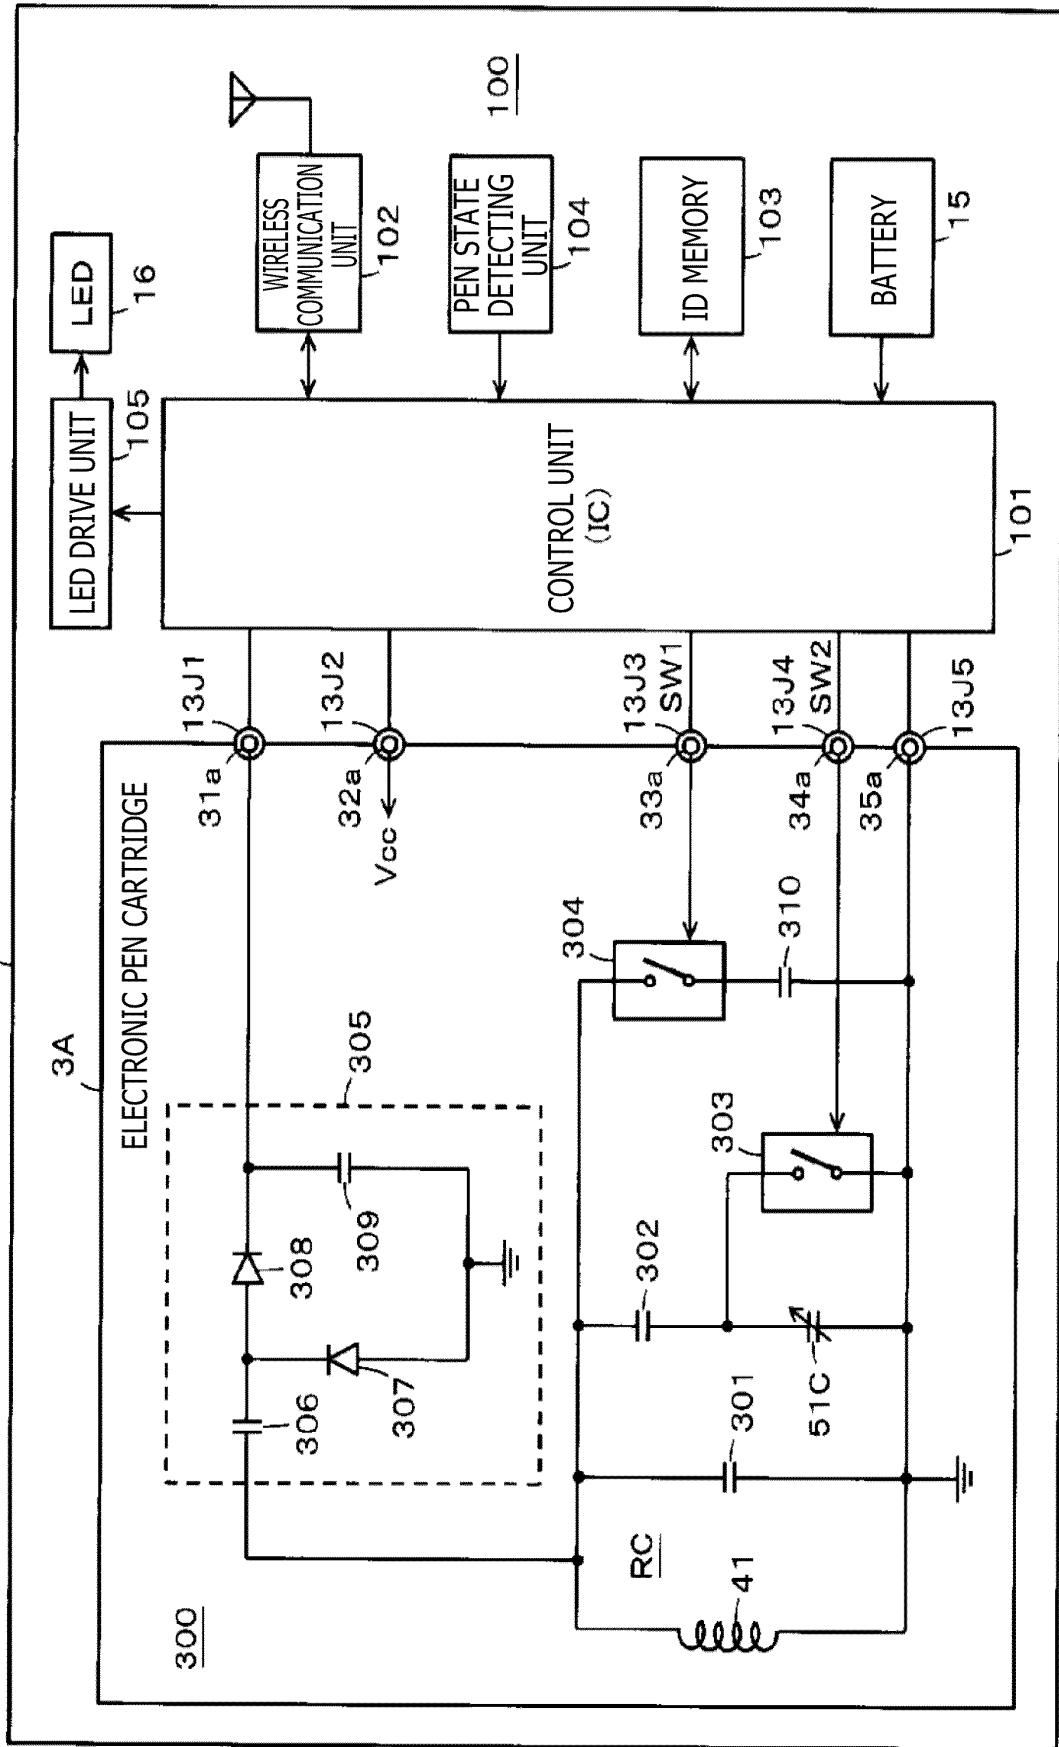 3A
ELECTRONIC PEN CARTRIDGE
300
305
306
307
308
309
RC
41
301
302
51C
303
304
310
Vcc
31a
32a
33a
34a
35a
13J1
13J2
13J3
SW1
13J4
SW2
13J5
LED DRIVE UNIT
105
LED
16
CONTROL UNIT
(IC)
101
WIRELESS
COMMUNICATION
UNIT
102
PEN STATE
DETECTING
UNIT
104
ID MEMORY
103
BATTERY
15
100